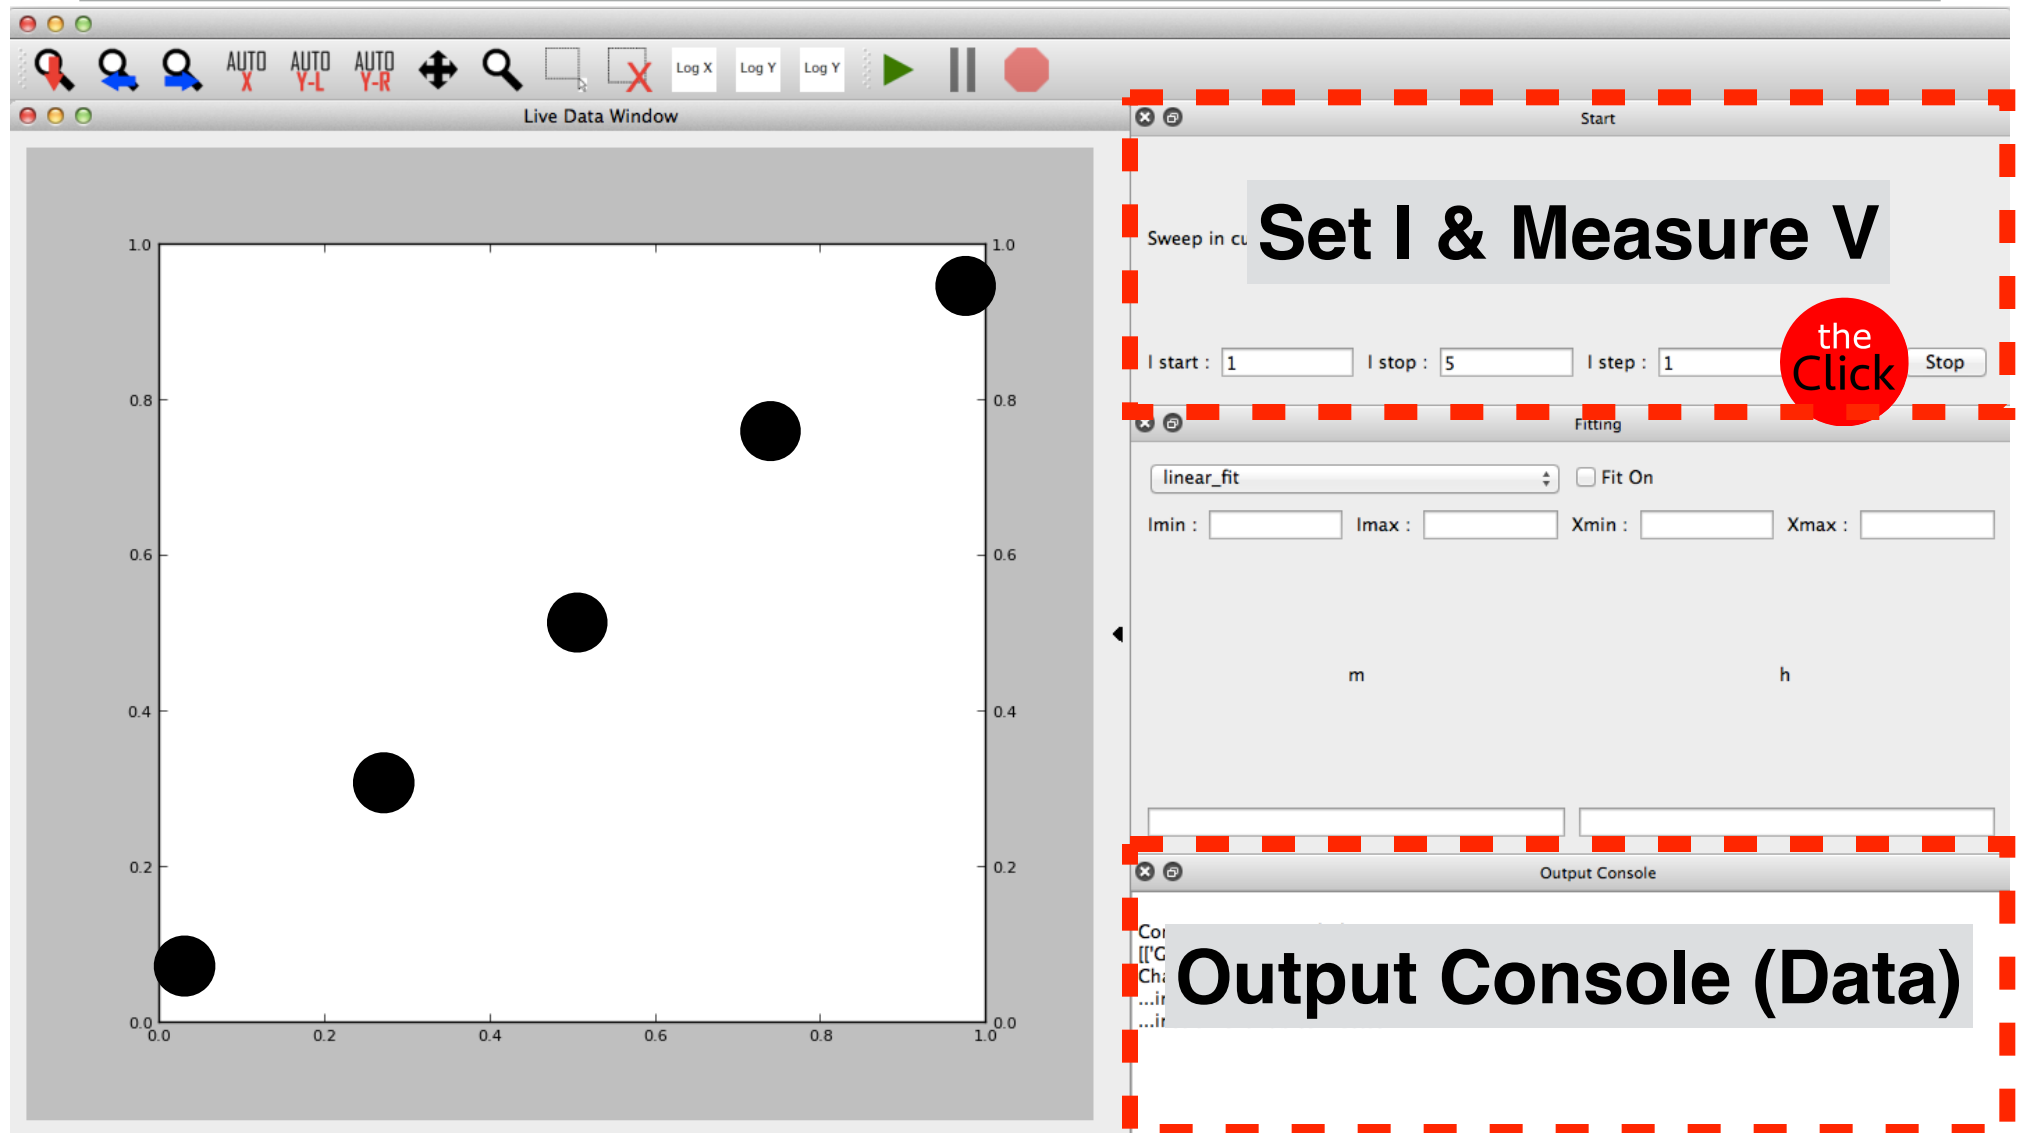 AUTO X AUTO Y-L AUTO Y-R Log X Log Y Log Y
Live Data Window
Start
Set I & Measure V
Sweep in
the
Click
I start : 1 I stop : 5 I step : 1 Stop
Fitting
linear_fit Fit On
Imin : Imax : Xmin : Xmax :
m h
Output Console
Output Console (Data)
1.0 1.0
0.8 0.8
0.6 0.6
0.4 0.4
0.2 0.2
0.0 0.0
0.0 0.2 0.4 0.6 0.8 1.0